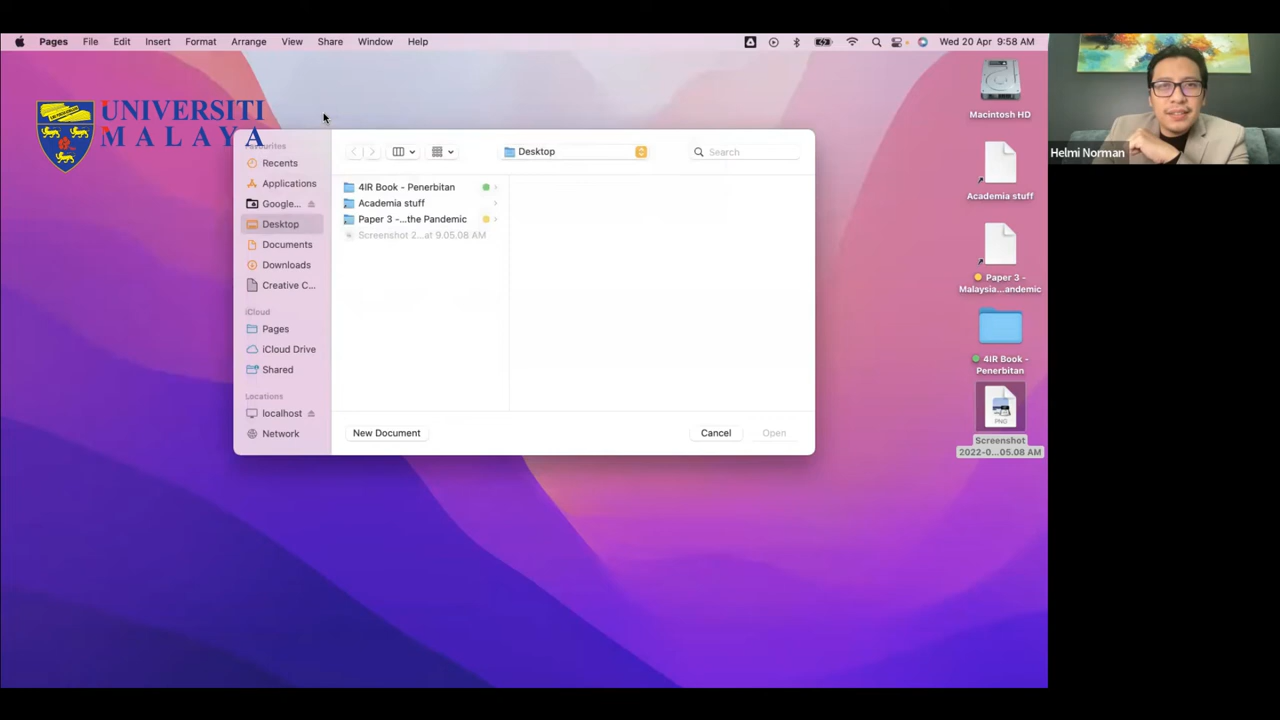 Pages File Edit Insert Format Arrange View Share Window Help
Wed 20 Apr 9:58 AM
UNIVERSITI
MALAYA
Helmi Norman
Macintosh HD
Academia stuff
Paper 3 -
Malaysia...andemic
4IR Book -
Penerbitan
PNG
Screenshot
2022-0...05.08 AM
Favourites
Recents
Applications
Google...
Desktop
Documents
Downloads
Creative C...
iCloud
Pages
iCloud Drive
Shared
Locations
localhost
Network
Desktop
Search
4IR Book - Penerbitan
Academia stuff
Paper 3 -...the Pandemic
Screenshot 2...at 9.05.08 AM
New Document
Cancel
Open